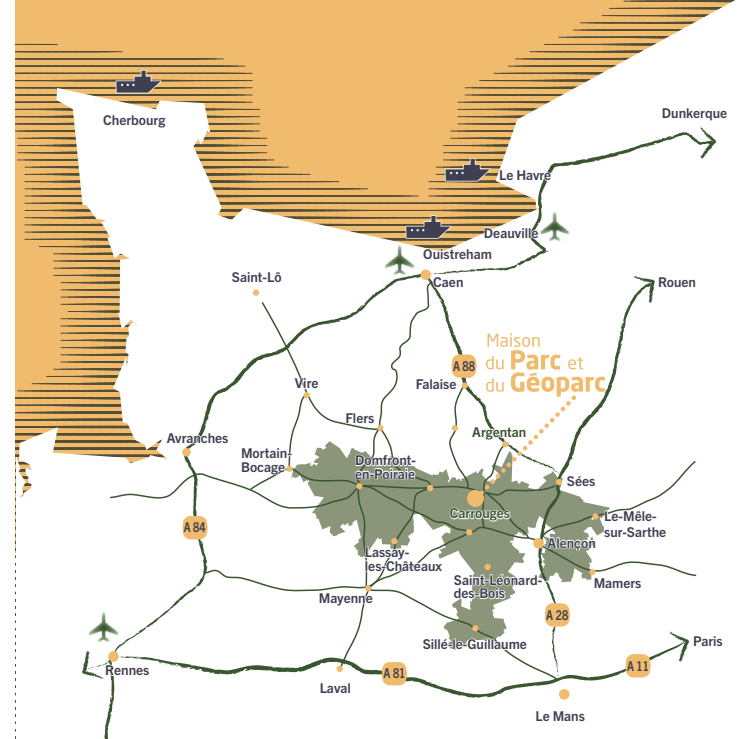 Dunkerque
Cherbourg
Le Havre
Deauville
Ouistreham
Caen
Saint-Lô
Rouen
Maison
du Parc et
du Géoparc
A 88
Vire
Falaise
Flers
Argentan
Avranches
Mortain-
Bocage
Domfront-
en-Poiraie
Sées
Carrouges
Le-Mêle-
sur-Sarthe
A 84
Alençon
Lassay-
les-Châteaux
Saint-Léonard-
des-Bois
Mamers
Mayenne
A 28
Sillé-le-Guillaume
Paris
A 11
Rennes
A 81
Laval
Le Mans